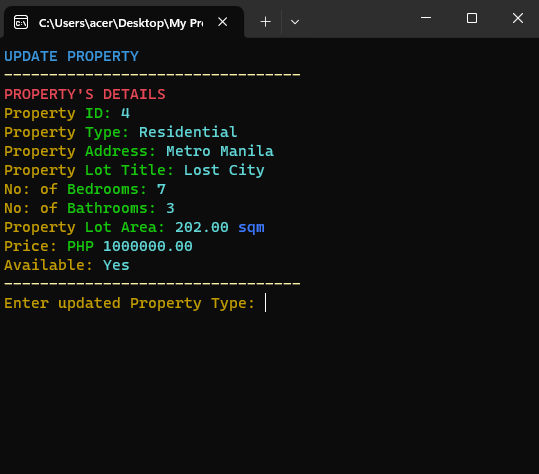 C:\Users\acer\Desktop\My Pr
UPDATE PROPERTY
---------------------------------
PROPERTY'S DETAILS
Property ID: 4
Property Type: Residential
Property Address: Metro Manila
Property Lot Title: Lost City
No: of Bedrooms: 7
No: of Bathrooms: 3
Property Lot Area: 202.00 sqm
Price: PHP 1000000.00
Available: Yes
---------------------------------
Enter updated Property Type: